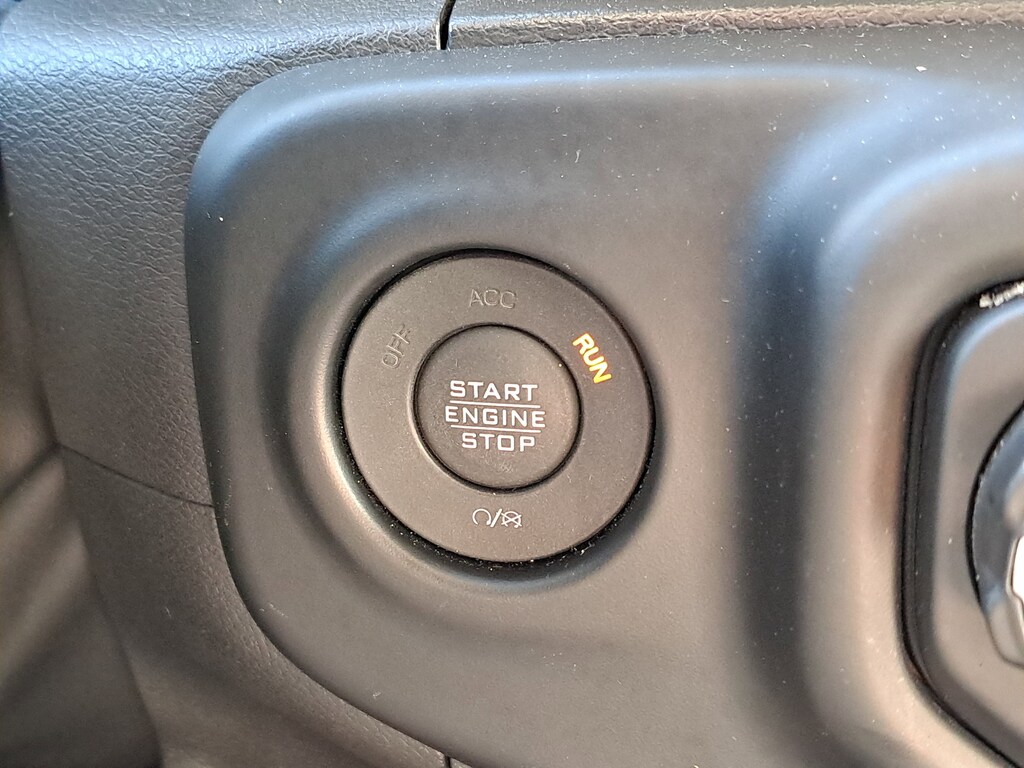 ACC
OFF
RUN
START
ENGINE
STOP